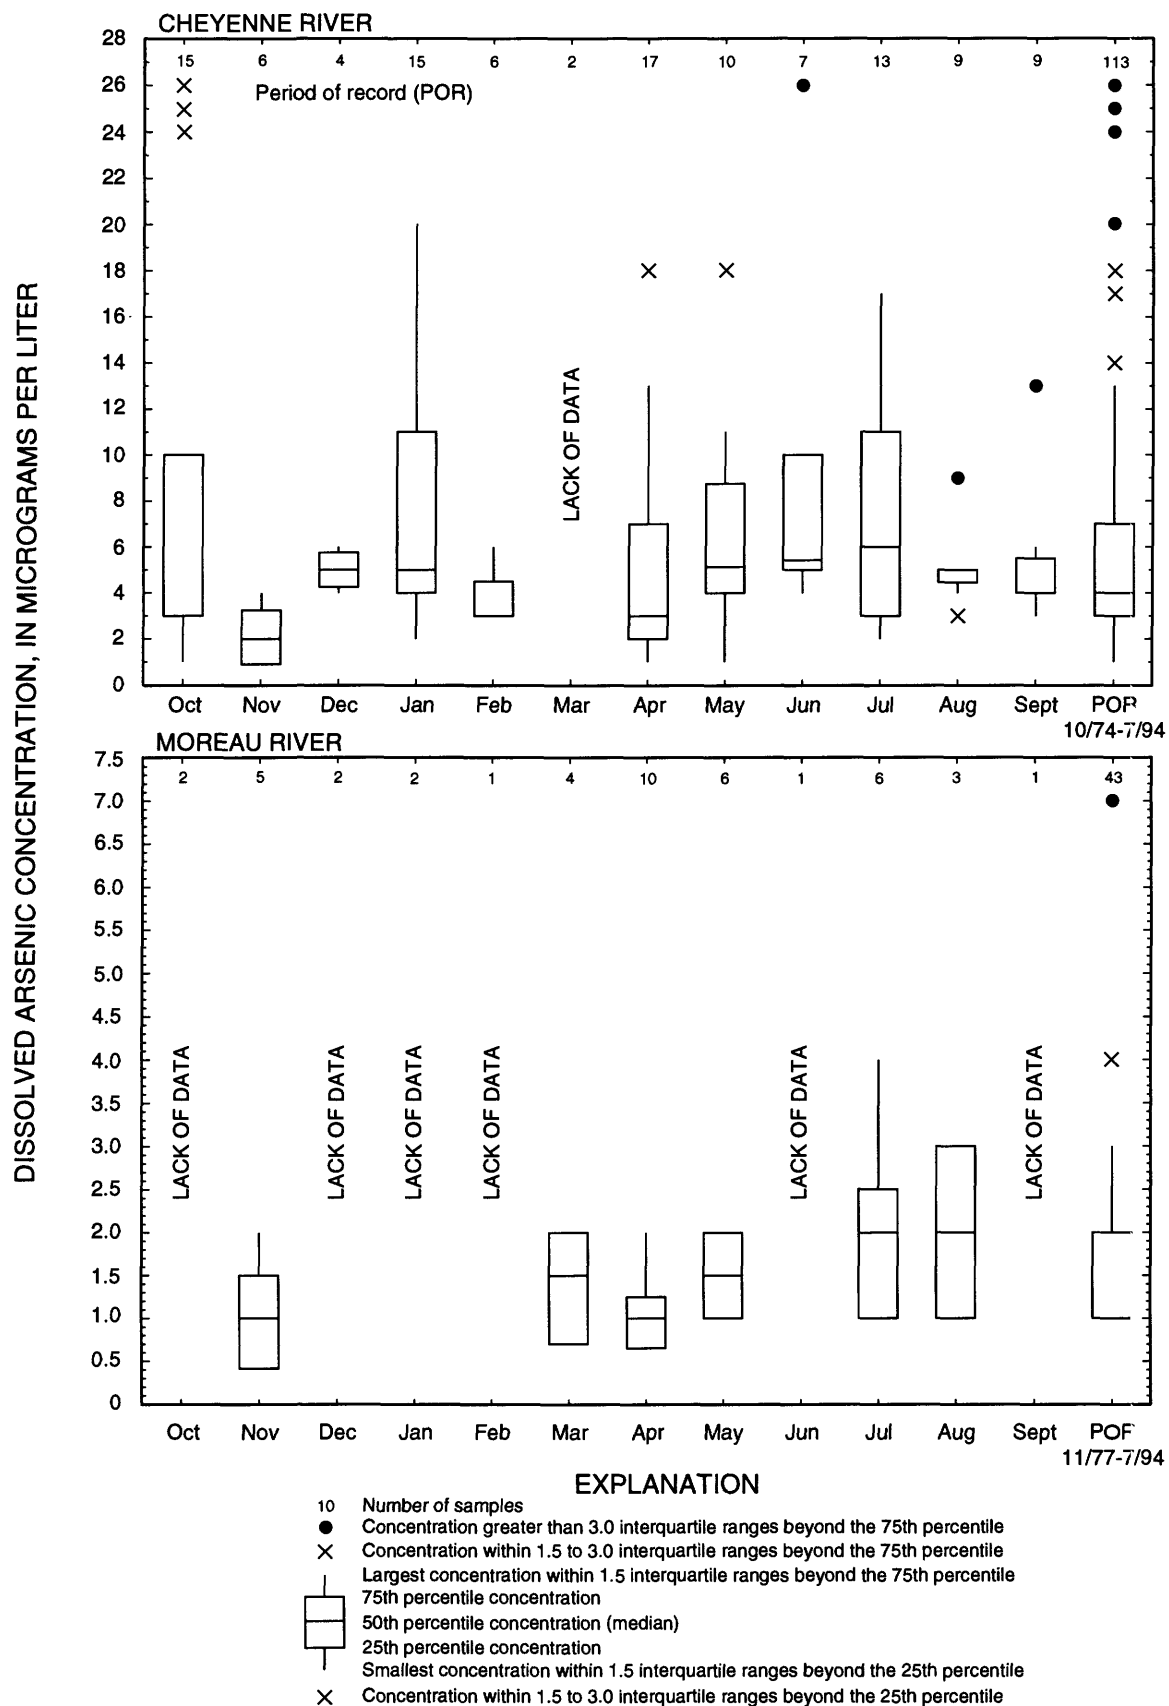 CHEYENNE RIVER
28
15 6 4 15 6 2 17 10 7 13 9 9 113
26
Period of record (POR)
24
22
20
18
16
14
12
10
8
6
4
2
0
LACK OF DATA
Oct Nov Dec Jan Feb Mar Apr May Jun Jul Aug Sept POR
10/74-7/94
DISSOLVED ARSENIC CONCENTRATION, IN MICROGRAMS PER LITER
MOREAU RIVER
7.5
2 5 2 2 1 4 10 6 1 6 3 1 43
7.0
6.5
6.0
5.5
5.0
4.5
4.0
3.5
3.0
2.5
2.0
1.5
1.0
0.5
0
LACK OF DATA
LACK OF DATA
LACK OF DATA
LACK OF DATA
LACK OF DATA
LACK OF DATA
Oct Nov Dec Jan Feb Mar Apr May Jun Jul Aug Sept POR
11/77-7/94
EXPLANATION
10 Number of samples
Concentration greater than 3.0 interquartile ranges beyond the 75th percentile
Concentration within 1.5 to 3.0 interquartile ranges beyond the 75th percentile
Largest concentration within 1.5 interquartile ranges beyond the 75th percentile
75th percentile concentration
50th percentile concentration (median)
25th percentile concentration
Smallest concentration within 1.5 interquartile ranges beyond the 25th percentile
Concentration within 1.5 to 3.0 interquartile ranges beyond the 25th percentile